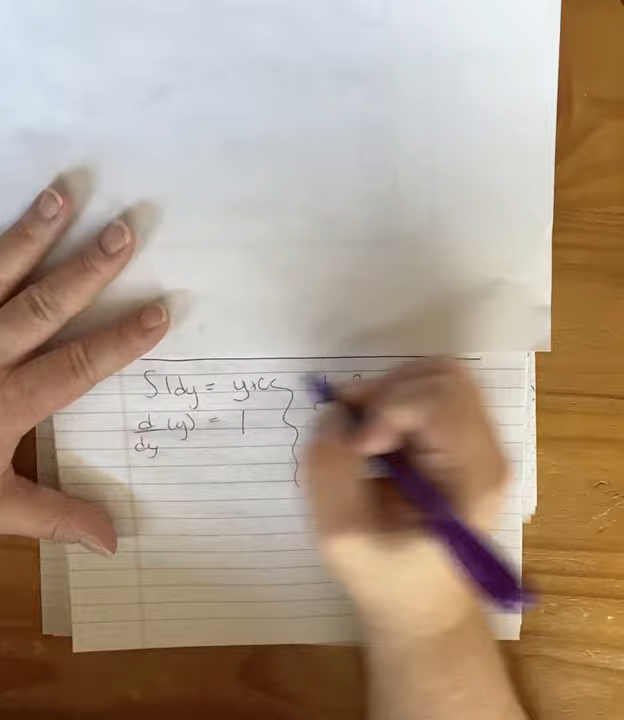 ∫1dy = y+c
d/dy (y) = 1